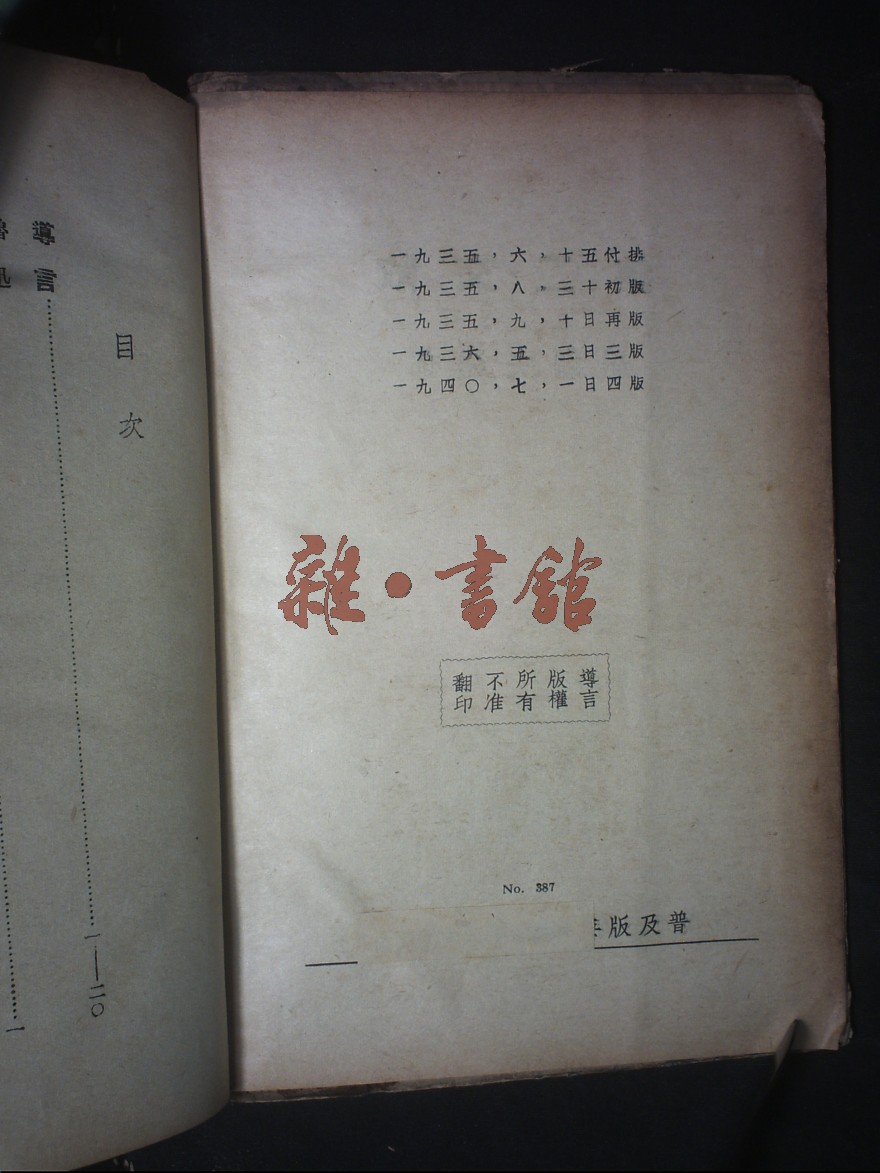 一九三五，六，十五付排
一九三五，八，三十初版
一九三五，九，十日再版
一九三六，五，三日三版
一九四〇，七，一日四版
雜·書館
導言
版權
所有
不准
翻印
No. 387
普及版
目次
導言……一——二〇
迅……一